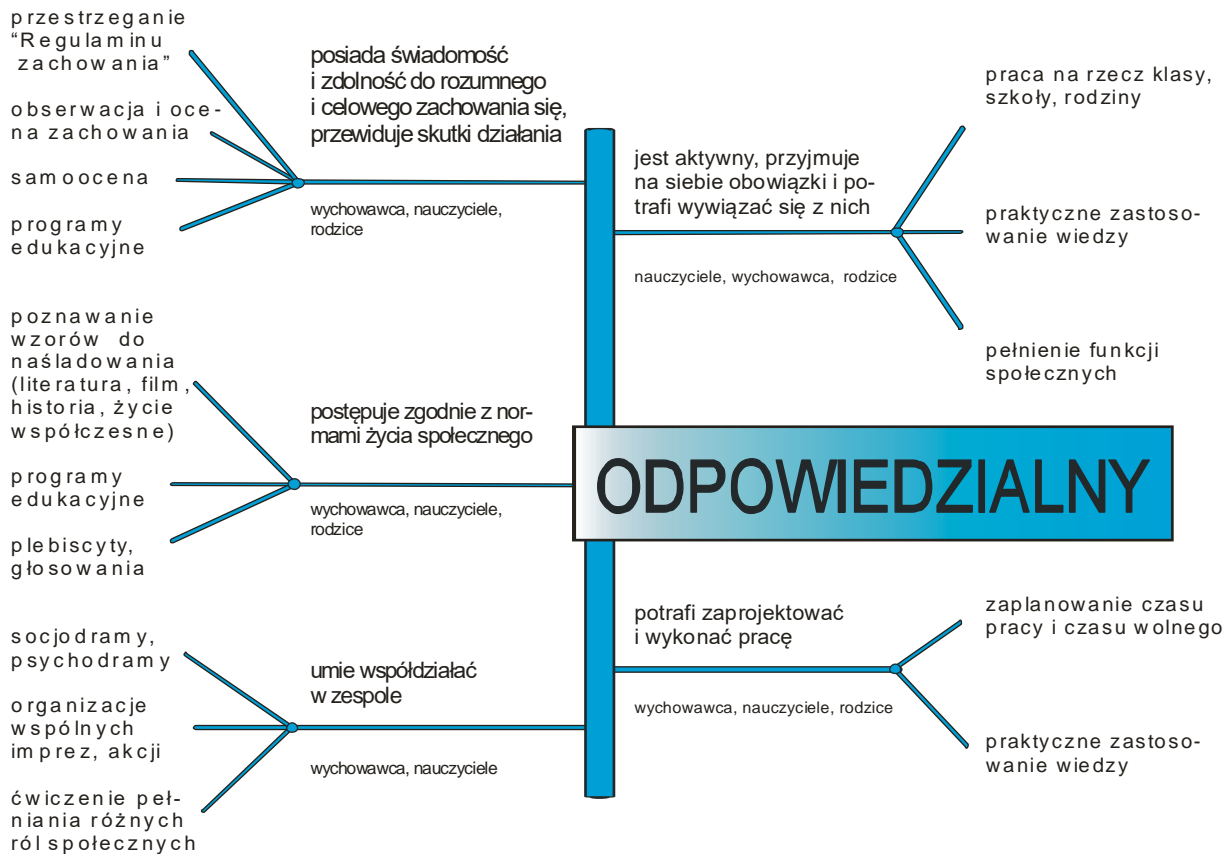 przestrzeganie
“Regulaminu
zachowania”
obserwacja i oce-
na zachowania
samoocena
programy
edukacyjne
posiada świadomość
i zdolność do rozumnego
i celowego zachowania się,
przewiduje skutki działania
wychowawca, nauczyciele,
rodzice
poznawanie
wzorów do
naśladowania
(literatura, film,
historia, życie
współczesne)
programy
edukacyjne
plebiscyty,
głosowania
postępuje zgodnie z nor-
mami życia społecznego
wychowawca, nauczyciele,
rodzice
socjodramy,
psychodramy
organizacje
wspólnych
imprez, akcji
ćwiczenie peł-
niania różnych
ról społecznych
umie współdziałać
w zespole
wychowawca, nauczyciele
jest aktywny, przyjmuje
na siebie obowiązki i po-
trafi wywiązać się z nich
nauczyciele, wychowawca, rodzice
praca na rzecz klasy,
szkoły, rodziny
praktyczne zastoso-
wanie wiedzy
pełnienie funkcji
społecznych
ODPOWIEDZIALNY
potrafi zaprojektować
i wykonać pracę
wychowawca, nauczyciele, rodzice
zaplanowanie czasu
pracy i czasu wolnego
praktyczne zastoso-
wanie wiedzy